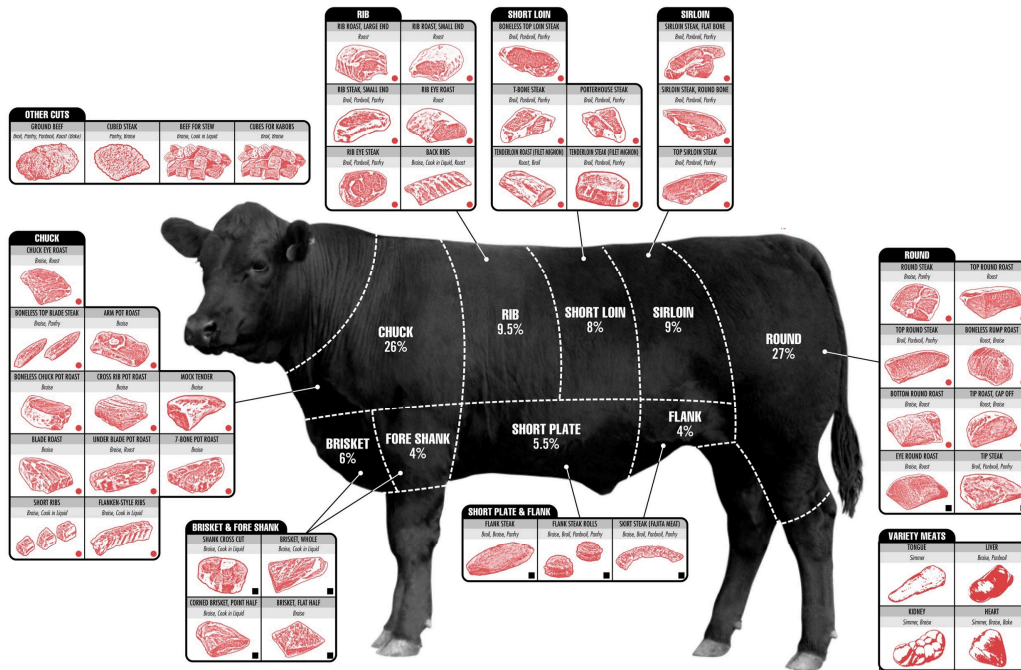 RIB
RIB ROAST, LARGE END
Roast
RIB ROAST, SMALL END
Roast
RIB STEAK, SMALL END
Broil, Panbroil, Panfry
RIB EYE ROAST
Roast
RIB EYE STEAK
Broil, Panbroil, Panfry
BACK RIBS
Braise, Cook in Liquid, Roast
SHORT LOIN
BONELESS TOP LOIN STEAK
Broil, Panbroil, Panfry
T-BONE STEAK
Broil, Panbroil, Panfry
PORTERHOUSE STEAK
Broil, Panbroil, Panfry
TENDERLOIN ROAST (FILET MIGNON)
Roast, Broil
TENDERLOIN STEAK (FILET MIGNON)
Broil, Panbroil, Panfry
SIRLOIN
SIRLOIN STEAK, FLAT BONE
Broil, Panbroil, Panfry
SIRLOIN STEAK, ROUND BONE
Broil, Panbroil, Panfry
TOP SIRLOIN STEAK
Broil, Panbroil, Panfry
OTHER CUTS
GROUND BEEF
Broil, Panfry, Panbroil, Roast (Bake)
CUBED STEAK
Panfry, Braise
BEEF FOR STEW
Braise, Cook in Liquid
CUBES FOR KABOBS
Broil, Braise
CHUCK
CHUCK EYE ROAST
Braise, Roast
BONELESS TOP BLADE STEAK
Braise, Panfry
ARM POT ROAST
Braise
BONELESS CHUCK POT ROAST
Braise
CROSS RIB POT ROAST
Braise
MOCK TENDER
Braise
BLADE ROAST
Braise
UNDER BLADE POT ROAST
Braise, Roast
7-BONE POT ROAST
Braise
SHORT RIBS
Braise, Cook in Liquid
FLANKEN-STYLE RIBS
Braise, Cook in Liquid
CHUCK
26%
RIB
9.5%
SHORT LOIN
8%
SIRLOIN
9%
ROUND
27%
BRISKET
6%
FORE SHANK
4%
SHORT PLATE
5.5%
FLANK
4%
ROUND
ROUND STEAK
Braise, Panfry
TOP ROUND ROAST
Roast
TOP ROUND STEAK
Broil, Panbroil, Panfry
BONELESS RUMP ROAST
Roast, Braise
BOTTOM ROUND ROAST
Braise, Roast
TIP ROAST, CAP OFF
Roast, Braise
EYE ROUND ROAST
Braise, Roast
TIP STEAK
Broil, Panbroil, Panfry
BRISKET & FORE SHANK
SHANK CROSS CUT
Braise, Cook in Liquid
BRISKET, WHOLE
Braise, Cook in Liquid
CORNED BRISKET, POINT HALF
Braise, Cook in Liquid
BRISKET, FLAT HALF
Braise
SHORT PLATE & FLANK
FLANK STEAK
Broil, Braise, Panfry
FLANK STEAK ROLLS
Braise, Broil, Panbroil, Panfry
SKIRT STEAK (FAJITA MEAT)
Braise, Broil, Panbroil, Panfry
VARIETY MEATS
TONGUE
Simmer
LIVER
Braise, Panbroil
KIDNEY
Simmer, Braise
HEART
Simmer, Braise, Bake